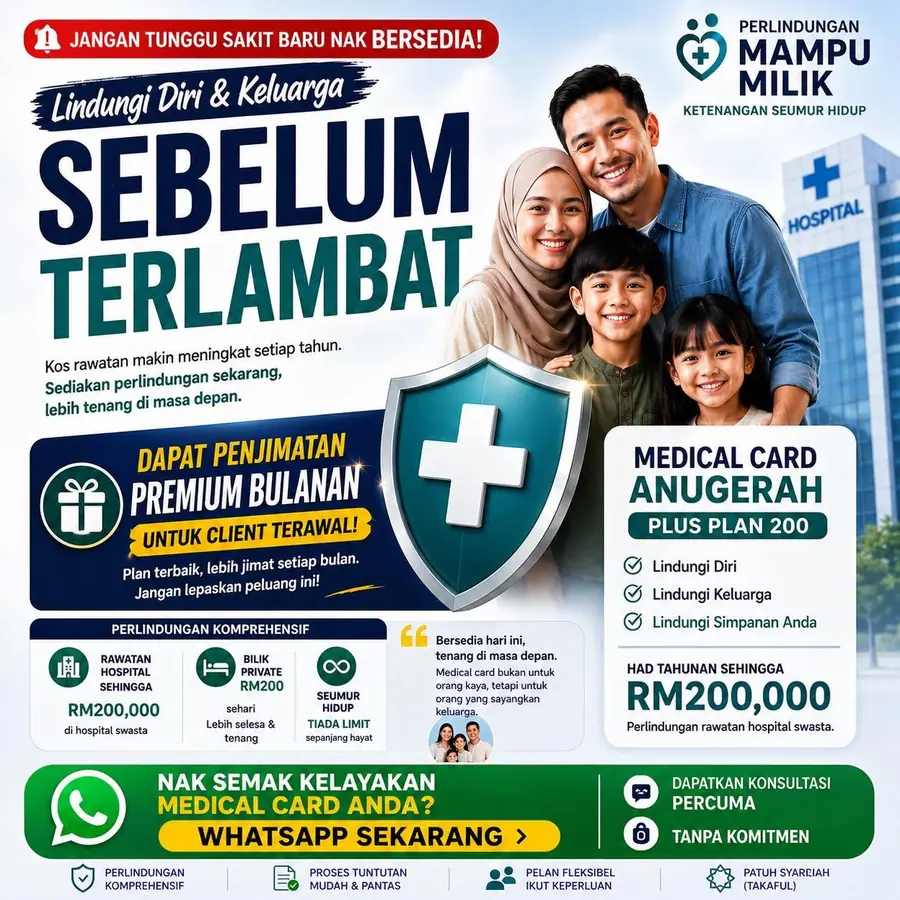 JANGAN TUNGGU SAKIT BARU NAK BERSEDIA!
PERLINDUNGAN
MAMPU
MILIK
KETENANGAN SEUMUR HIDUP
Lindungi Diri & Keluarga
SEBELUM
TERLAMBAT
HOSPITAL
Kos rawatan makin meningkat setiap tahun.
Sediakan perlindungan sekarang,
lebih tenang di masa depan.
DAPAT PENJIMATAN
PREMIUM BULANAN
UNTUK CLIENT TERAWAL!
Plan terbaik, lebih jimat setiap bulan.
Jangan lepaskan peluang ini!
MEDICAL CARD
ANUGERAH
PLUS PLAN 200
Lindungi Diri
Lindungi Keluarga
Lindungi Simpanan Anda
HAD TAHUNAN SEHINGGA
RM200,000
Perlindungan rawatan hospital swasta.
PERLINDUNGAN KOMPREHENSIF
RAWATAN
HOSPITAL
SEHINGGA
RM200,000
di hospital swasta
BILIK
PRIVATE
RM200
sehari
Lebih selesa &
tenang
SEUMUR
HIDUP
TIADA LIMIT
sepanjang hayat
Bersedia hari ini,
tenang di masa depan.
Medical card bukan untuk
orang kaya, tetapi untuk
orang yang sayangkan
keluarga.
NAK SEMAK KELAYAKAN
MEDICAL CARD ANDA?
WHATSAPP SEKARANG >
DAPATKAN KONSULTASI
PERCUMA
TANPA KOMITMEN
PERLINDUNGAN
KOMPREHENSIF
PROSES TUNTUTAN
MUDAH & PANTAS
PELAN FLEKSIBEL
IKUT KEPERLUAN
PATUH
(TAKAFUL)